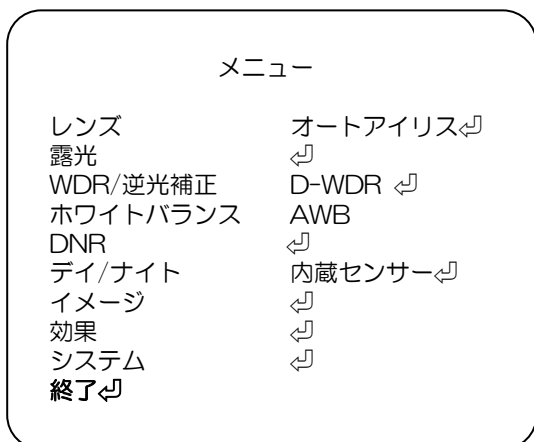 メニュー
レンズ オートアイリス⏎
露光 ⏎
WDR/逆光補正 D-WDR ⏎
ホワイトバランス AWB
DNR ⏎
デイ/ナイト 内蔵センサー⏎
イメージ ⏎
効果 ⏎
システム ⏎
終了⏎